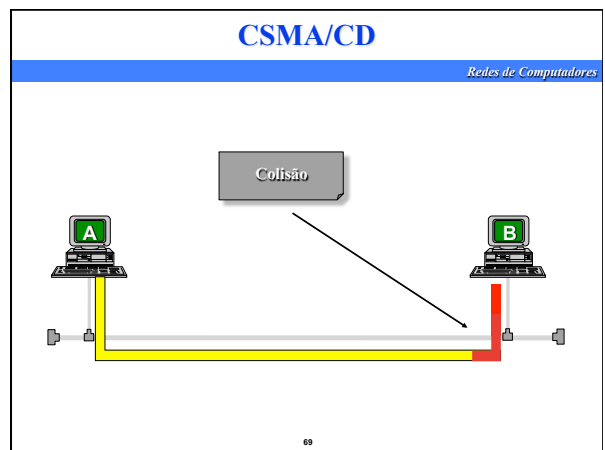 CSMA/CD
Redes de Computadores
Colisão
A
B
69